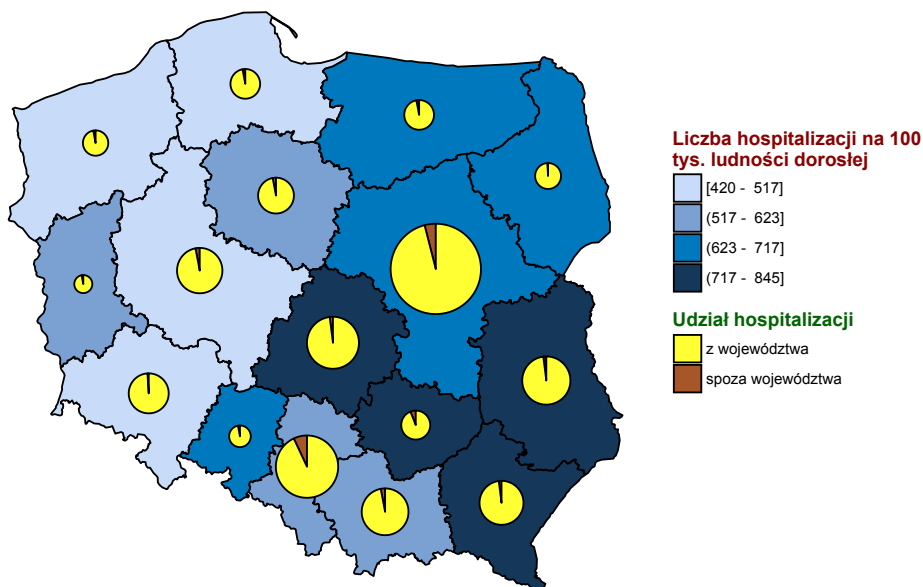 Liczba hospitalizacji na 100
tys. ludności dorosłej
[420 - 517]
(517 - 623]
(623 - 717]
(717 - 845]
Udział hospitalizacji
z województwa
spoza województwa